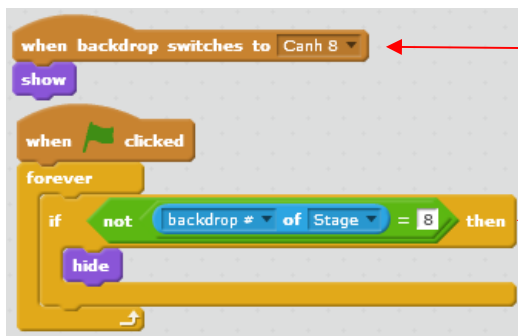 when backdrop switches to Canh 8
show
when clicked
forever
if not backdrop # of Stage = 8 then
hide